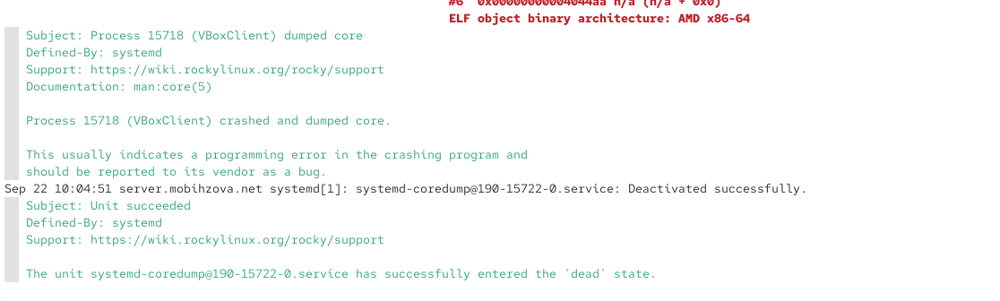 #6 0x00000000004044aa n/a (n/a + 0x0)
ELF object binary architecture: AMD x86-64
Subject: Process 15718 (VBoxClient) dumped core
Defined-By: systemd
Support: https://wiki.rockylinux.org/rocky/support
Documentation: man:core(5)
Process 15718 (VBoxClient) crashed and dumped core.
This usually indicates a programming error in the crashing program and
should be reported to its vendor as a bug.
Sep 22 10:04:51 server.mobihzova.net systemd[1]: systemd-coredump@190-15722-0.service: Deactivated successfully.
Subject: Unit succeeded
Defined-By: systemd
Support: https://wiki.rockylinux.org/rocky/support
The unit systemd-coredump@190-15722-0.service has successfully entered the 'dead' state.